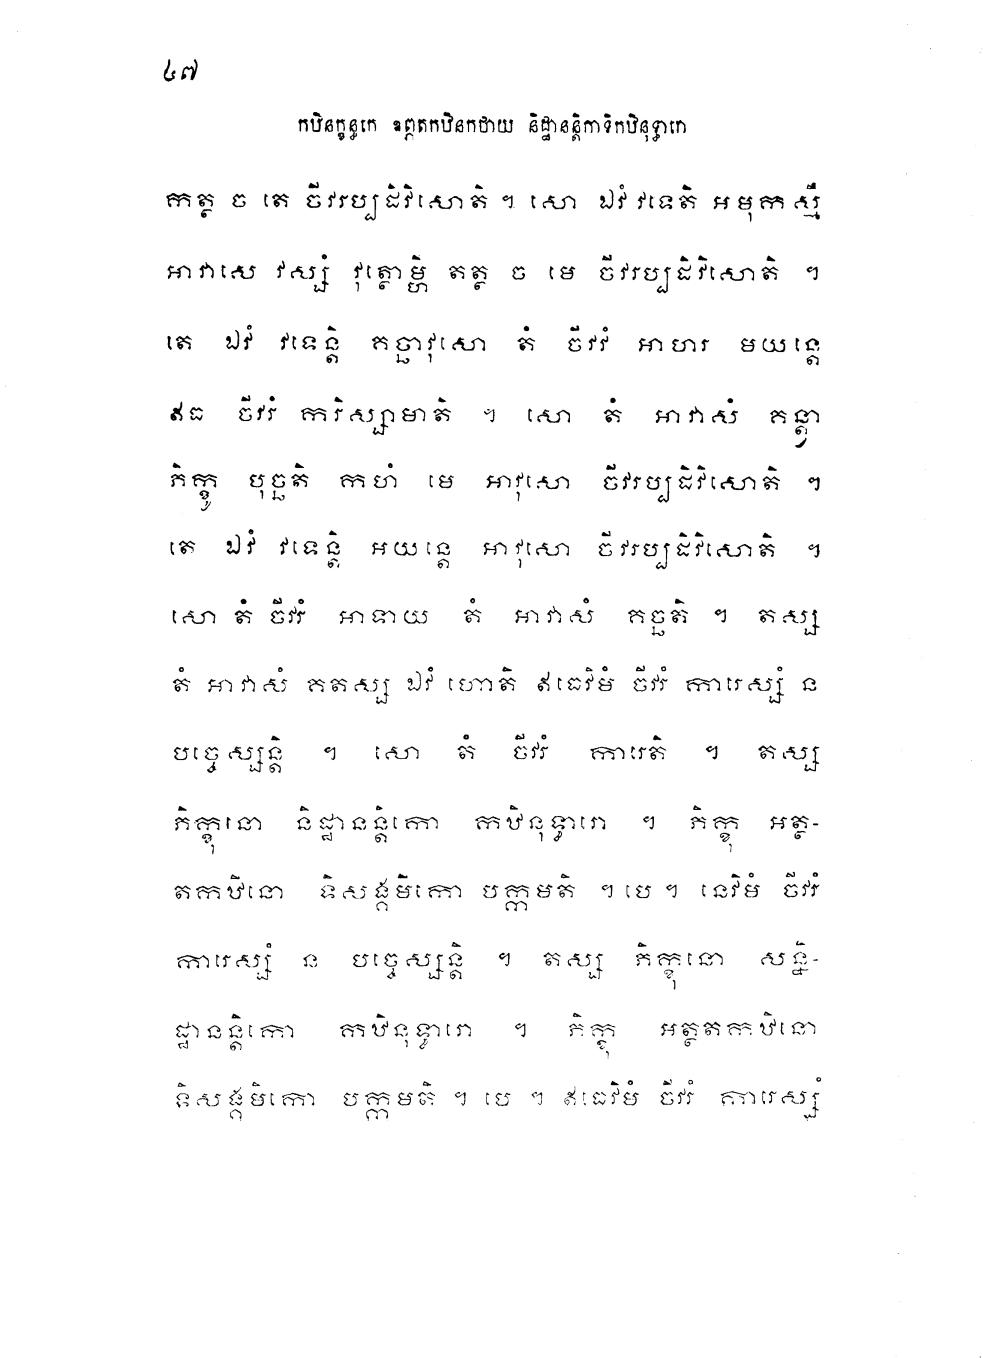 ៤៧
កឋិនក្ខន្ធកេ ឧព្ភតកឋិនកថាយ និដ្ឋានន្តិកាទិកឋិនុទ្ធារោ
កត្ថ ច តេ ចីវរប្បដិវិសោតិ ។ សោ ឯវំ វទេតិ អមុកស្មឹ
អាវាសេ វស្សំ វុត្ថោម្ហិ តត្ថ ច មេ ចីវរប្បដិវិសោតិ ។
តេ ឯវំ វទេន្តិ គច្ឆាវុសោ តំ ចីវរំ អាហរ មយន្តេ
ឥធ ចីវរំ ករិស្សាមាតិ ។ សោ តំ អាវាសំ គន្ត្វា
ភិក្ខូ បុច្ឆតិ កហំ មេ អាវុសោ ចីវរប្បដិវិសោតិ ។
តេ ឯវំ វទេន្តិ អយន្តេ អាវុសោ ចីវរប្បដិវិសោតិ ។
សោ តំ ចីវរំ អាទាយ តំ អាវាសំ គច្ឆតិ ។ តស្ស
តំ អាវាសំ គតស្ស ឯវំ ហោតិ ឥធេវិមំ ចីវរំ ការេស្សំ ន
បច្ចេស្សន្តិ ។ សោ តំ ចីវរំ ការេតិ ។ តស្ស
ភិក្ខុនោ និដ្ឋានន្តិកោ កឋិនុទ្ធារោ ។ ភិក្ខុ អត្ថ-
តកឋិនោ ទិសង្គមិកោ បក្កមតិ ។ បេ ។ នេវិមំ ចីវរំ
ការេស្សំ ន បច្ចេស្សន្តិ ។ តស្ស ភិក្ខុនោ សន្និ-
ដ្ឋានន្តិកោ កឋិនុទ្ធារោ ។ ភិក្ខុ អត្ថតកឋិនោ
ទិសង្គមិកោ បក្កមតិ ។ បេ ។ ឥធេវិមំ ចីវរំ ការេស្សំ